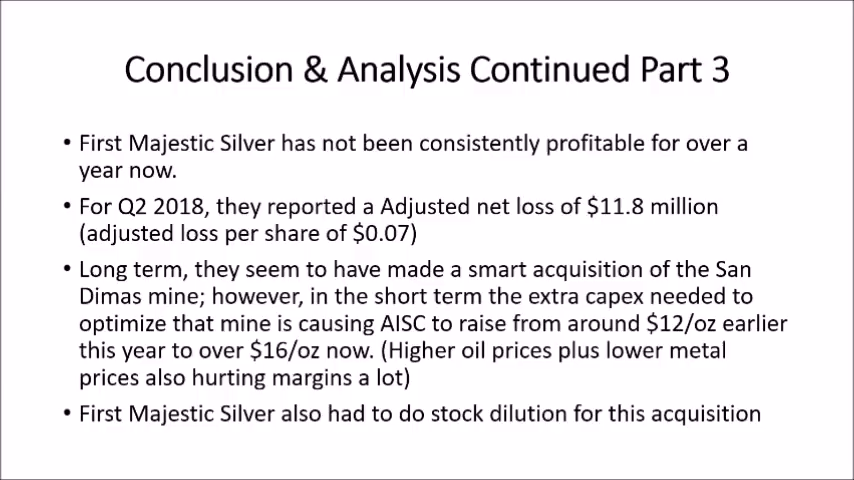 Conclusion & Analysis Continued Part 3
• First Majestic Silver has not been consistently profitable for over a
year now.
• For Q2 2018, they reported a Adjusted net loss of $11.8 million
(adjusted loss per share of $0.07)
• Long term, they seem to have made a smart acquisition of the San
Dimas mine; however, in the short term the extra capex needed to
optimize that mine is causing AISC to raise from around $12/oz earlier
this year to over $16/oz now. (Higher oil prices plus lower metal
prices also hurting margins a lot)
• First Majestic Silver also had to do stock dilution for this acquisition